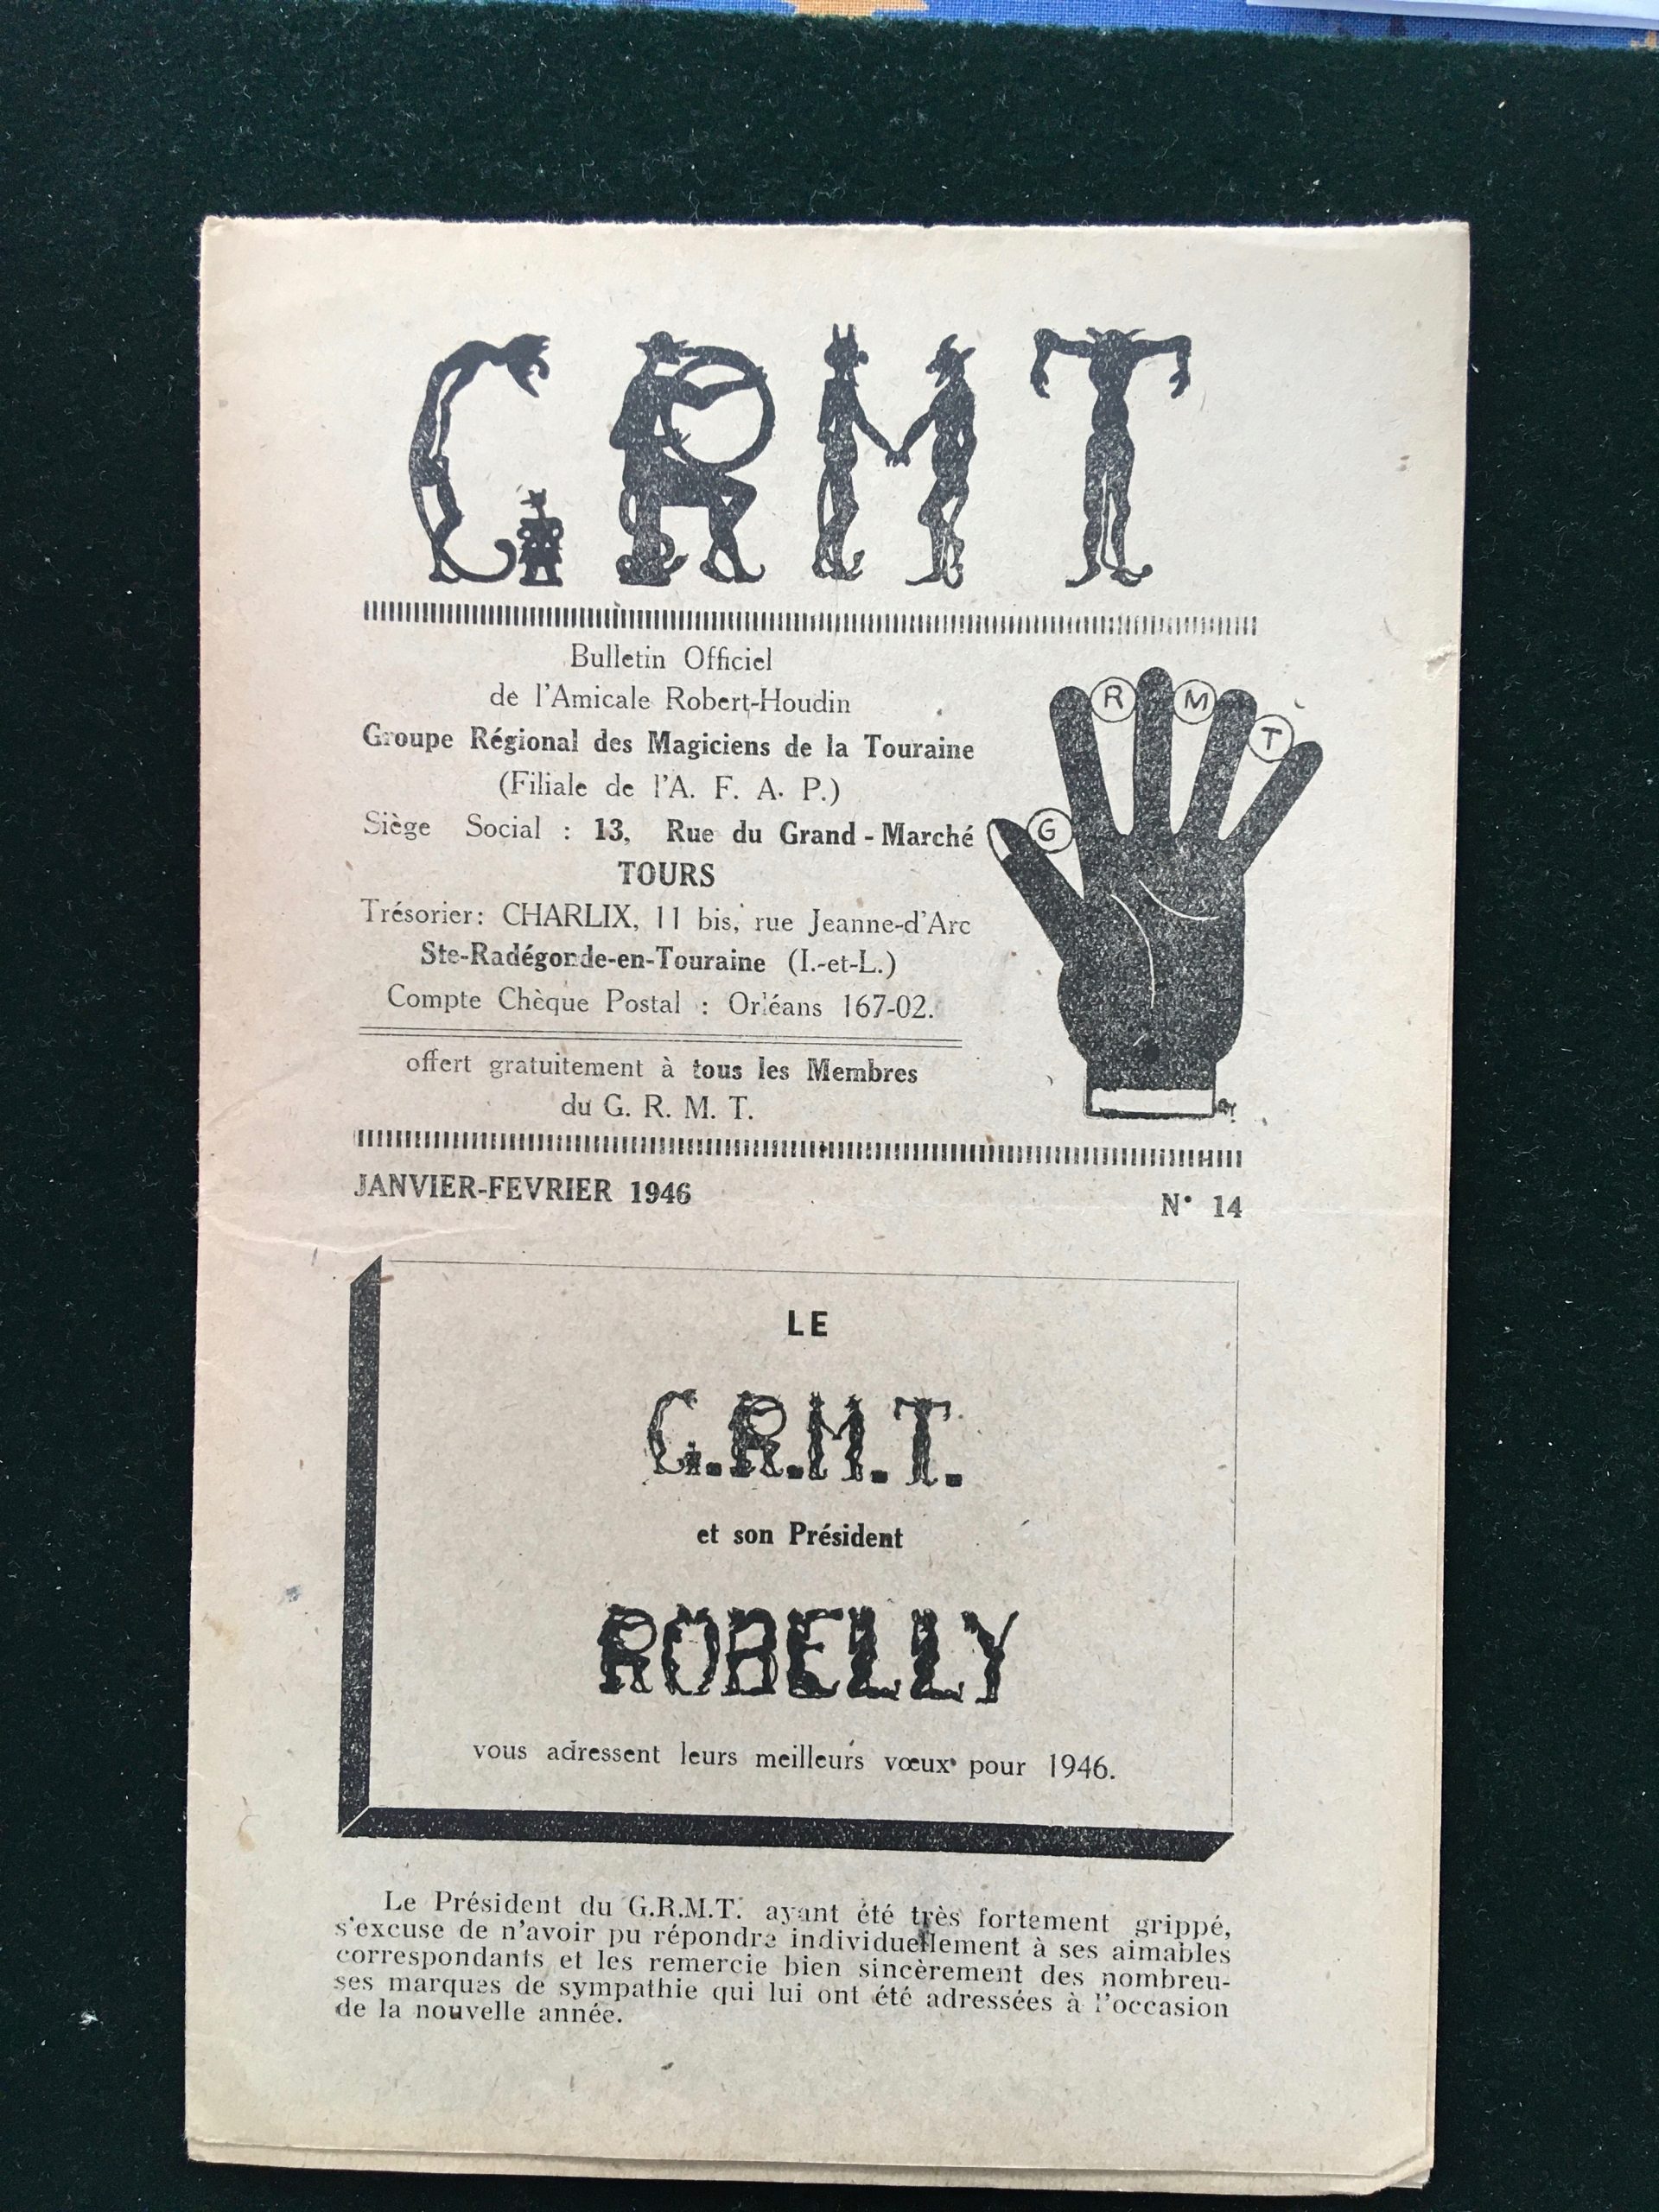 GRMT
Bulletin Officiel
de l'Amicale Robert-Houdin
Groupe Régional des Magiciens de la Touraine
(Filiale de l'A. F. A. P.)
Siège Social : 13, Rue du Grand-Marché
TOURS
Trésorier: CHARLIX, 11 bis, rue Jeanne-d'Arc
Ste-Radégonde-en-Touraine (I.-et-L.)
Compte Chèque Postal : Orléans 167-02.
offert gratuitement à tous les Membres
du G. R. M. T.
G R M T
JANVIER-FEVRIER 1946 N° 14
LE
G.R.M.T.
et son Président
ROBELLY
vous adressent leurs meilleurs vœux pour 1946.
Le Président du G.R.M.T. ayant été très fortement grippé,
s'excuse de n'avoir pu répondre individuellement à ses aimables
correspondants et les remercie bien sincèrement des nombreu-
ses marques de sympathie qui lui ont été adressées à l'occasion
de la nouvelle année.